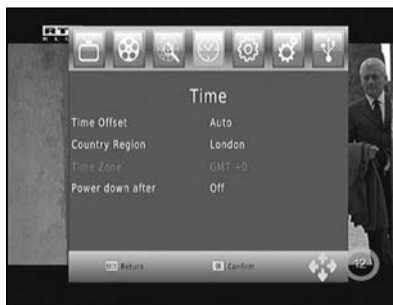 RTL
Time
Time Offset Auto
Country Region London
Time Zone GMT +0
Power down after Off
Return
OK Confirm
12